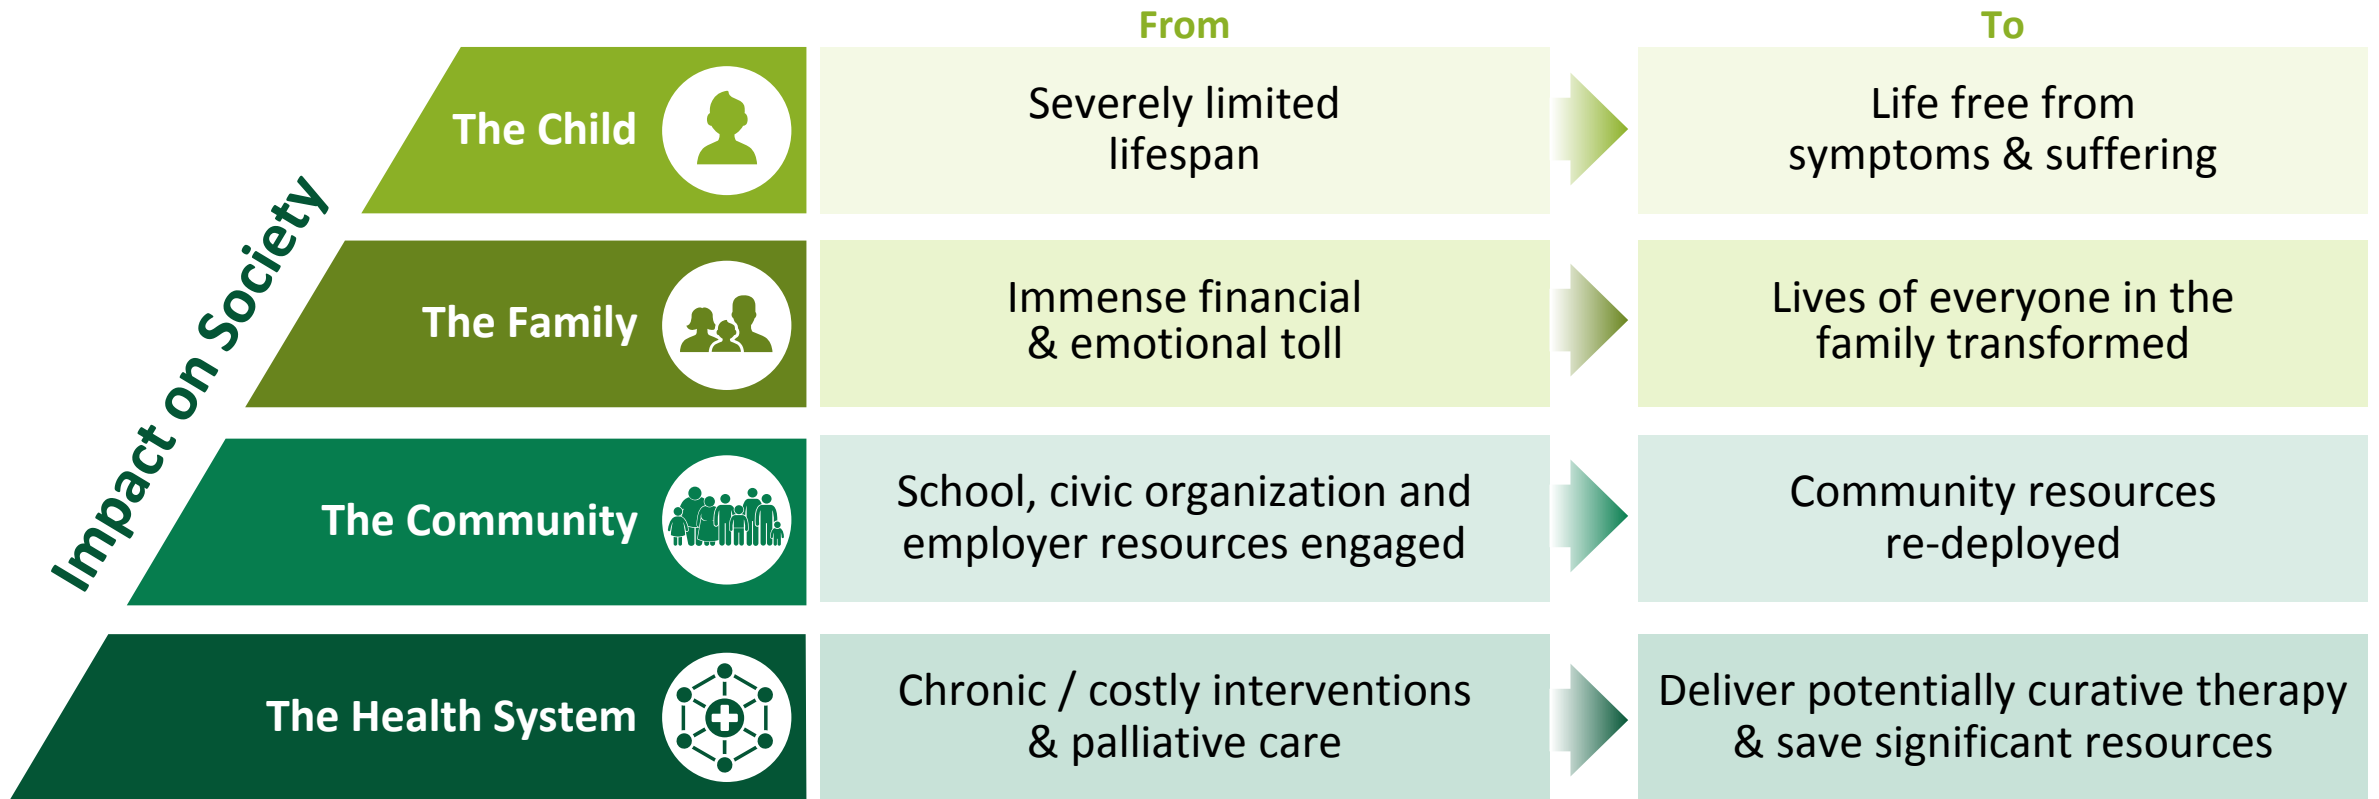 From
To
Impact on Society
The Child
Severely limited
lifespan
Life free from
symptoms & suffering
The Family
Immense financial
& emotional toll
Lives of everyone in the
family transformed
The Community
School, civic organization and
employer resources engaged
Community resources
re-deployed
The Health System
Chronic / costly interventions
& palliative care
Deliver potentially curative therapy
& save significant resources